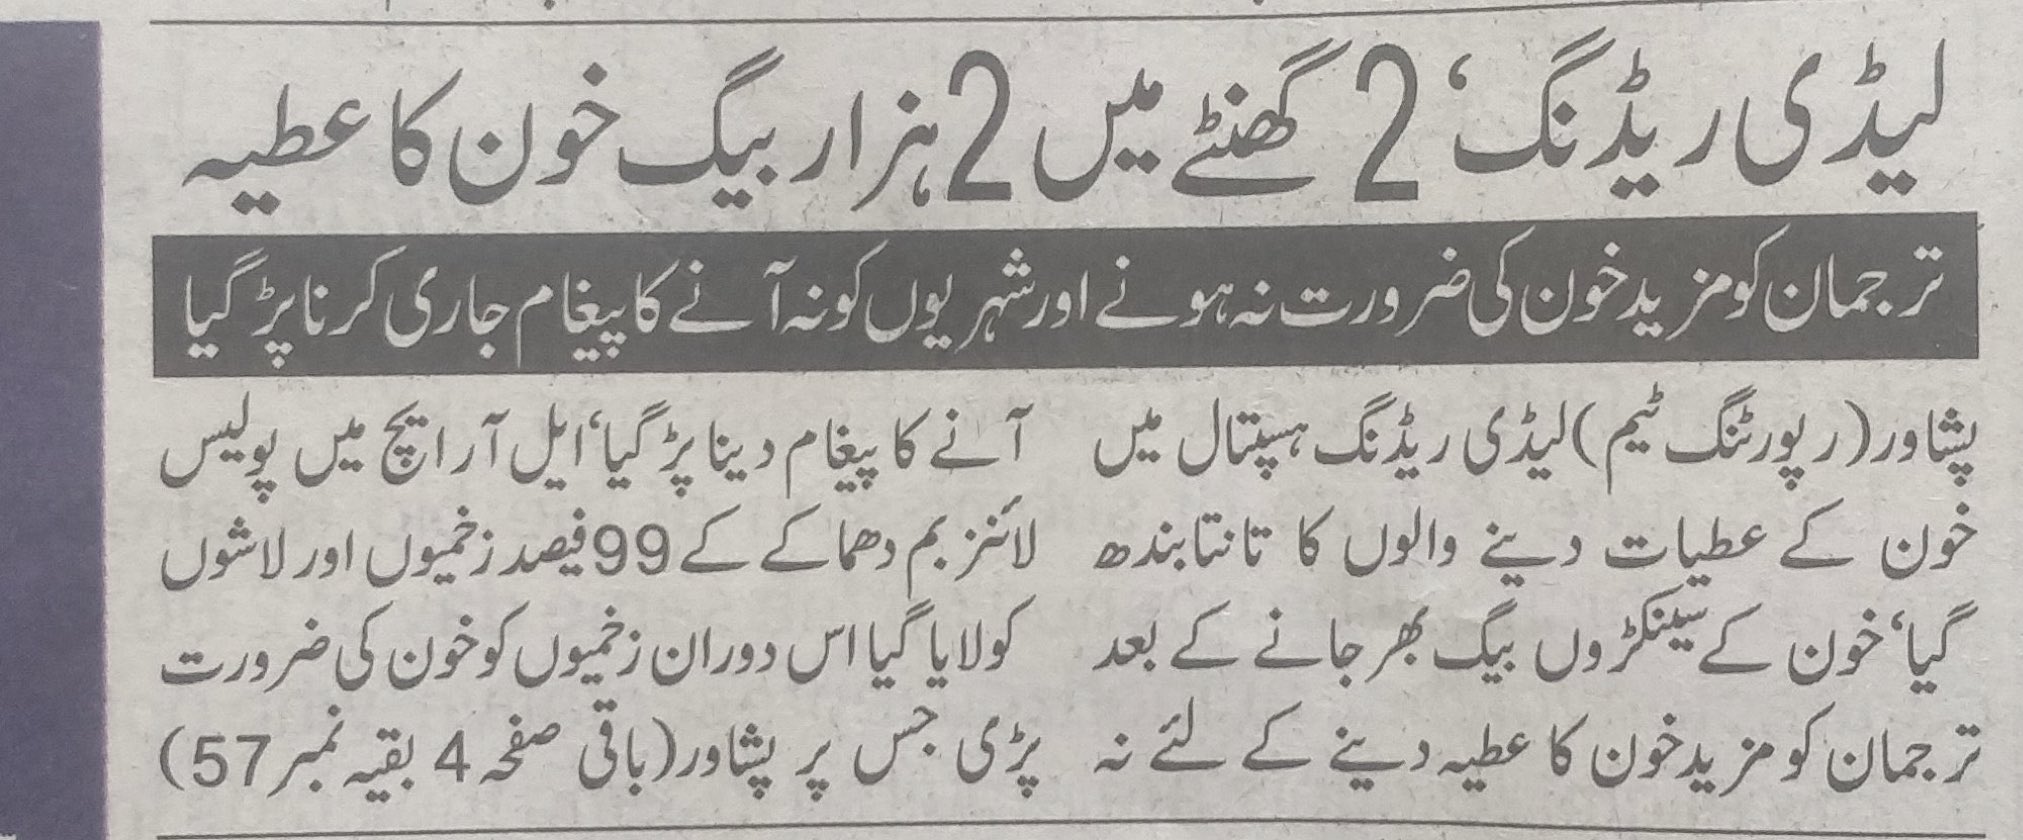 لیڈی ریڈنگ‘ 2 گھنٹے میں 2 ہزار بیگ خون کا عطیہ
ترجمان کو مزید خون کی ضرورت نہ ہونے اور شہریوں کو نہ آنے کا پیغام جاری کرنا پڑ گیا
پشاور (رپورٹنگ ٹیم) لیڈی ریڈنگ ہسپتال میں
خون کے عطیات دینے والوں کا تانتا بندھ
گیا‘ خون کے سینکڑوں بیگ بھر جانے کے بعد
ترجمان کو مزید خون کا عطیہ دینے کے لئے نہ
آنے کا پیغام دینا پڑ گیا‘ ایل آر ایچ میں پولیس
لائنز بم دھماکے کے 99 فیصد زخمیوں اور لاشوں
کو لایا گیا اس دوران زخمیوں کو خون کی ضرورت
پڑی جس پر پشاور (باقی صفحہ 4 بقیہ نمبر 57)